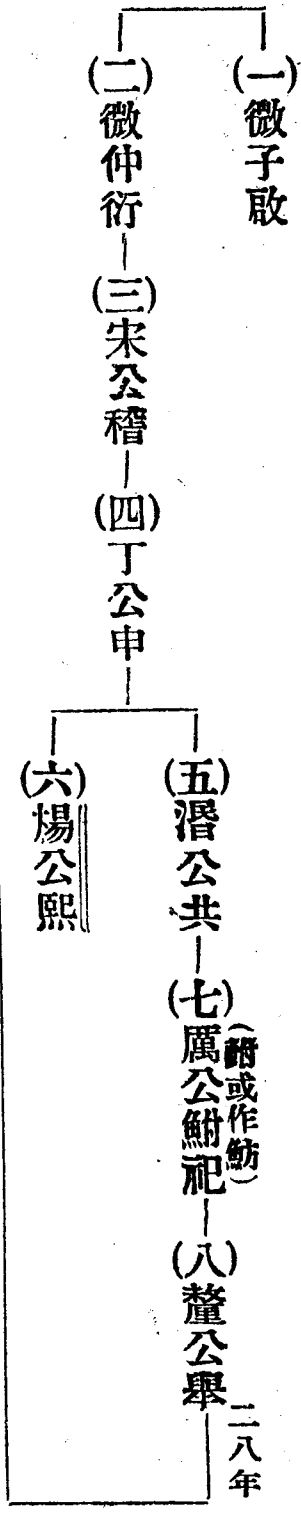 (一)微子啟
(二)微仲衍
(三)宋公稽
(四)丁公申
(五)湣公共
(六)煬公熙
(七)厲公鮒祀
(鮒或作魴)
(八)釐公舉
二八年